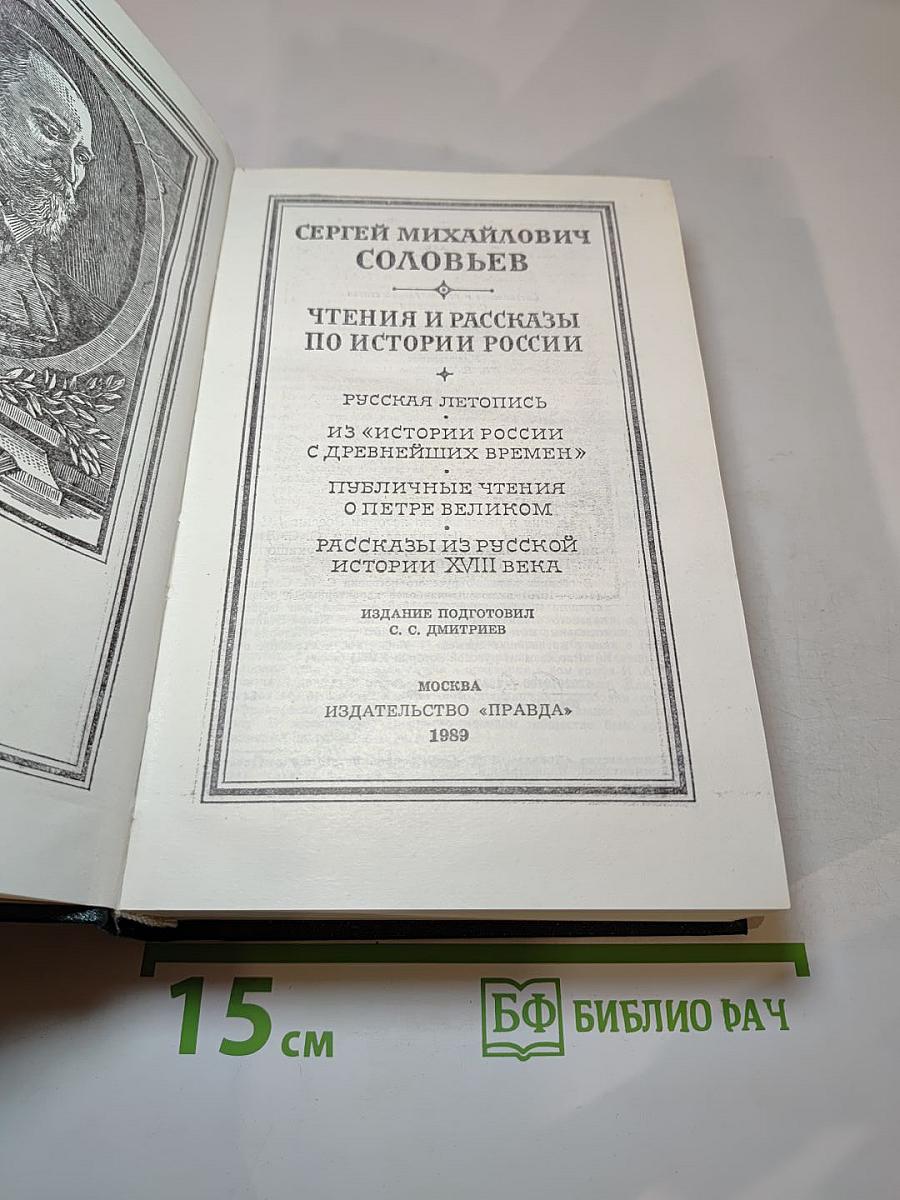 СЕРГЕЙ МИХАЙЛОВИЧ
СОЛОВЬЕВ
ЧТЕНИЯ И РАССКАЗЫ
ПО ИСТОРИИ РОССИИ
РУССКАЯ ЛЕТОПИСЬ
ИЗ «ИСТОРИИ РОССИИ
С ДРЕВНЕЙШИХ ВРЕМЕН»
ПУБЛИЧНЫЕ ЧТЕНИЯ
О ПЕТРЕ ВЕЛИКОМ
РАССКАЗЫ ИЗ РУССКОЙ
ИСТОРИИ XVIII ВЕКА
ИЗДАНИЕ ПОДГОТОВИЛ
С. С. ДМИТРИЕВ
МОСКВА
ИЗДАТЕЛЬСТВО «ПРАВДА»
1989
15 см
БФ БИБЛИО